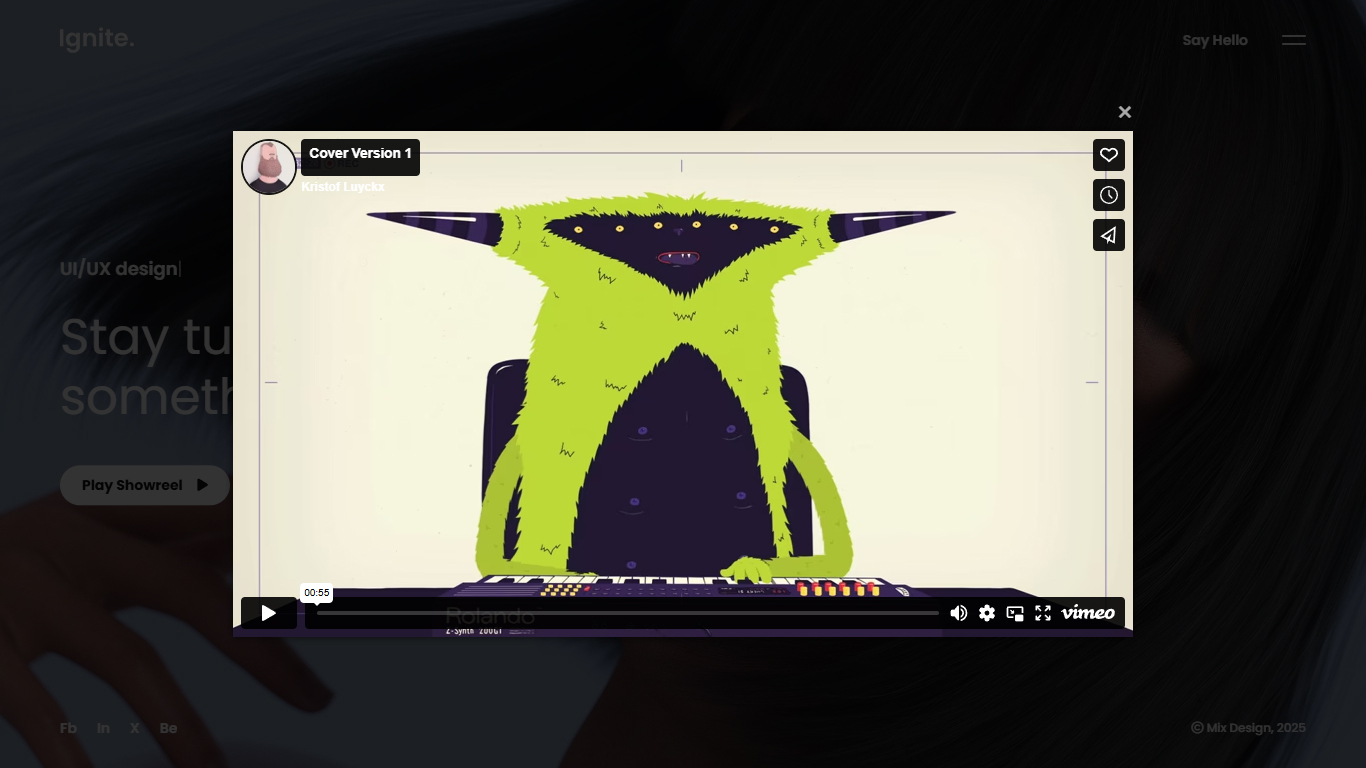 Ignite.
Say Hello
Cover Version 1
Kristof Luyckx
UI/UX design|
Stay tu
someth
Play Showreel
00:55
Rolando
Z-Synth 2000T
vimeo
Fb In X Be
© Mix Design, 2025